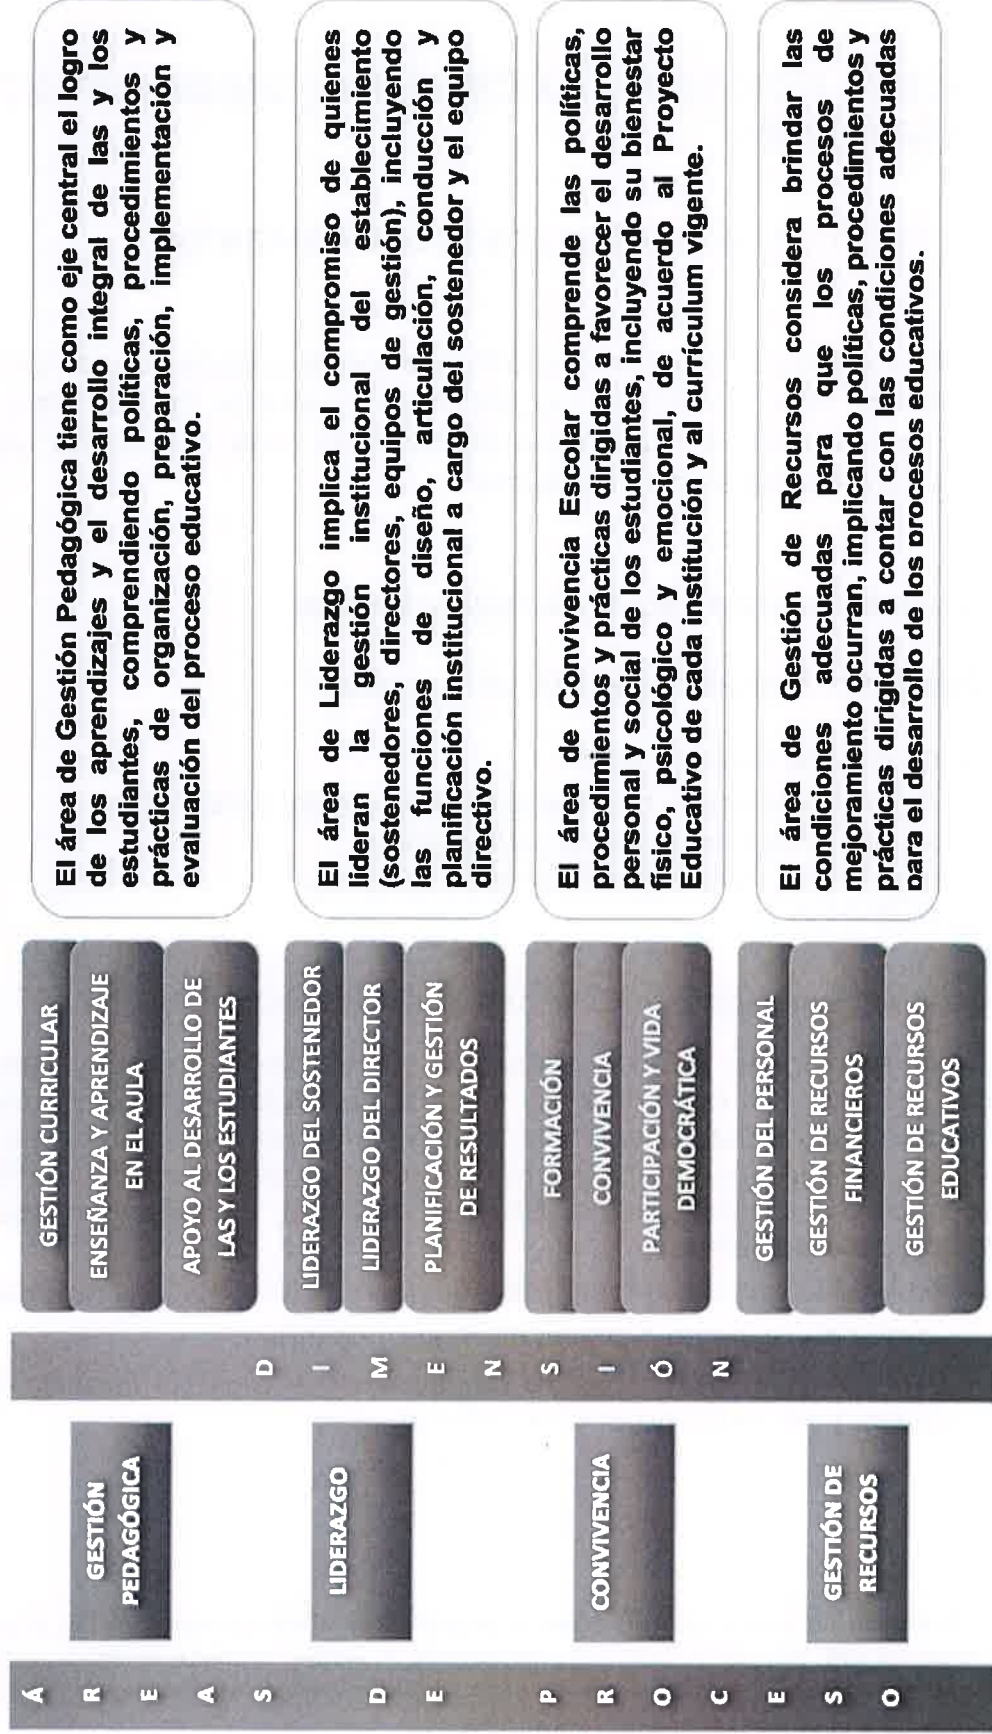 ÁREAS DE PROCESO
GESTIÓN
PEDAGÓGICA
LIDERAZGO
CONVIVENCIA
GESTIÓN DE
RECURSOS
DIMENSIÓN
GESTIÓN CURRICULAR
ENSEÑANZA Y APRENDIZAJE
EN EL AULA
APOYO AL DESARROLLO DE
LAS Y LOS ESTUDIANTES
LIDERAZGO DEL SOSTENEDOR
LIDERAZGO DEL DIRECTOR
PLANIFICACIÓN Y GESTIÓN
DE RESULTADOS
FORMACIÓN
CONVIVENCIA
PARTICIPACIÓN Y VIDA
DEMOCRÁTICA
GESTIÓN DEL PERSONAL
GESTIÓN DE RECURSOS
FINANCIEROS
GESTIÓN DE RECURSOS
EDUCATIVOS
El área de Gestión Pedagógica tiene como eje central el logro
de los aprendizajes y el desarrollo integral de las y los
estudiantes, comprendiendo políticas, procedimientos y
prácticas de organización, preparación, implementación y
evaluación del proceso educativo.
El área de Liderazgo implica el compromiso de quienes
lideran la gestión institucional del establecimiento
(sostenedores, directores, equipos de gestión), incluyendo
las funciones de diseño, articulación, conducción y
planificación institucional a cargo del sostenedor y el equipo
directivo.
El área de Convivencia Escolar comprende las políticas,
procedimientos y prácticas dirigidas a favorecer el desarrollo
personal y social de los estudiantes, incluyendo su bienestar
físico, psicológico y emocional, de acuerdo al Proyecto
Educativo de cada institución y al currículum vigente.
El área de Gestión de Recursos considera brindar las
condiciones adecuadas para que los procesos de
mejoramiento ocurran, implicando políticas, procedimientos y
prácticas dirigidas a contar con las condiciones adecuadas
para el desarrollo de los procesos educativos.